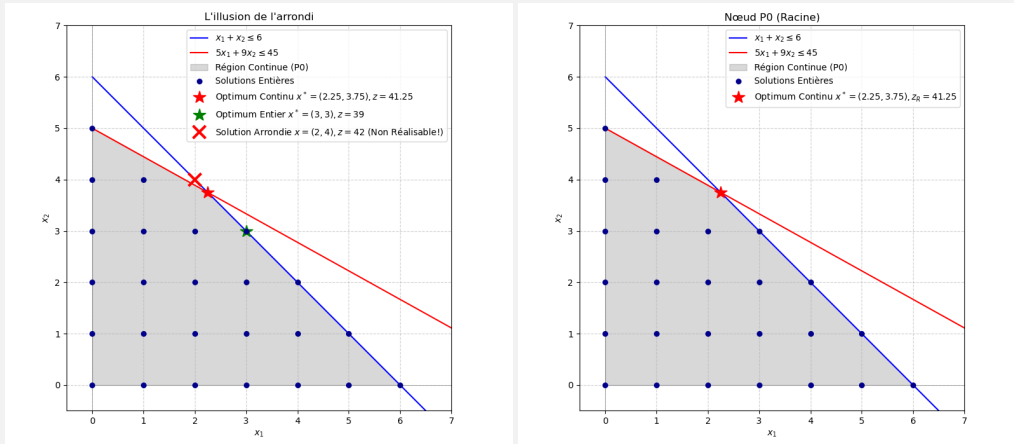 L'illusion de l'arrondi
x₁ + x₂ ≤ 6
5x₁ + 9x₂ ≤ 45
Région Continue (P0)
Solutions Entières
Optimum Continu x* = (2.25, 3.75), z = 41.25
Optimum Entier x* = (3, 3), z = 39
Solution Arrondie x = (2, 4), z = 42 (Non Réalisable!)
7
6
5
4
3
2
1
0
x₂
0 1 2 3 4 5 6 7
x₁
Nœud P0 (Racine)
x₁ + x₂ ≤ 6
5x₁ + 9x₂ ≤ 45
Région Continue (P0)
Solutions Entières
Optimum Continu x* = (2.25, 3.75), z_R = 41.25
7
6
5
4
3
2
1
0
x₂
0 1 2 3 4 5 6 7
x₁